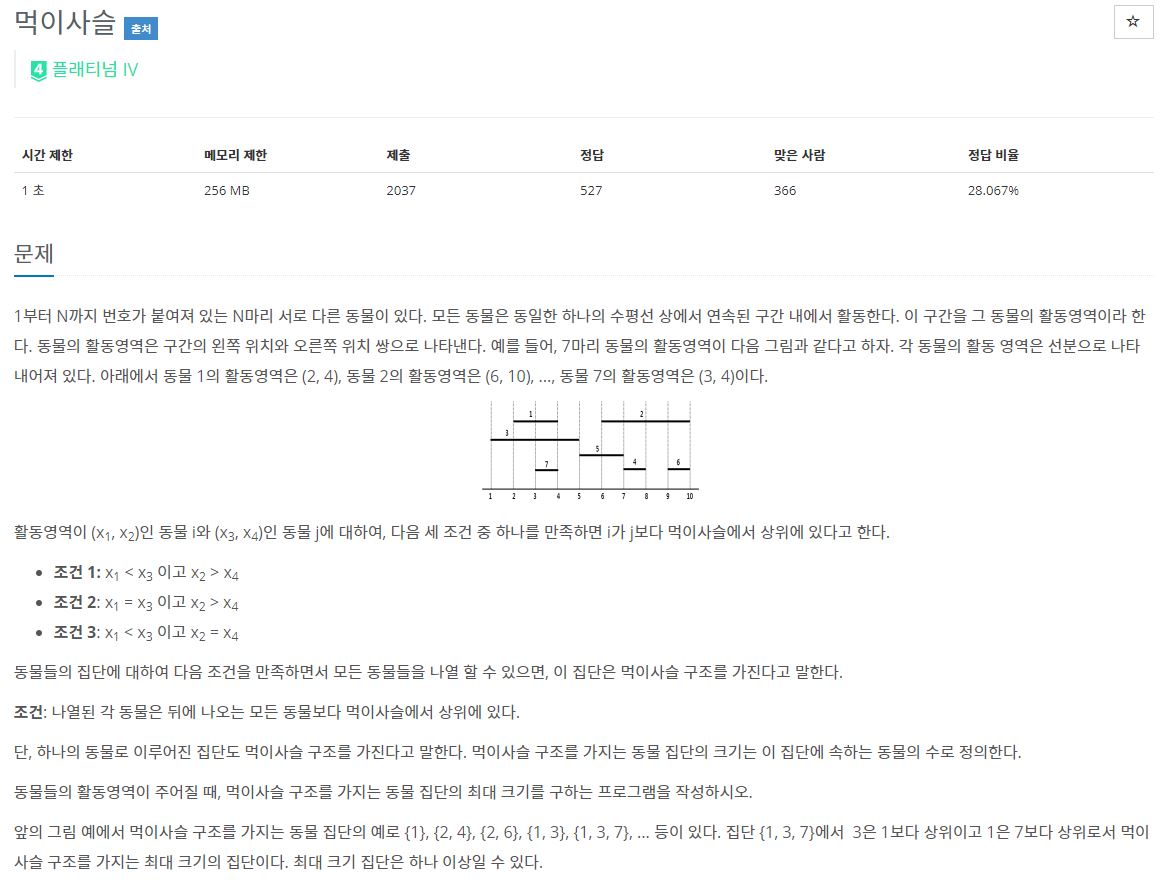 먹이사슬 출처
☆
4 플래티넘 IV
시간 제한 메모리 제한 제출 정답 맞은 사람 정답 비율
1 초 256 MB 2037 527 366 28.067%
문제
1부터 N까지 번호가 붙여져 있는 N마리 서로 다른 동물이 있다. 모든 동물은 동일한 하나의 수평선 상에서 연속된 구간 내에서 활동한다. 이 구간을 그 동물의 활동영역이라 한
다. 동물의 활동영역은 구간의 왼쪽 위치와 오른쪽 위치 쌍으로 나타낸다. 예를 들어, 7마리 동물의 활동영역이 다음 그림과 같다고 하자. 각 동물의 활동 영역은 선분으로 나타
내어져 있다. 아래에서 동물 1의 활동영역은 (2, 4), 동물 2의 활동영역은 (6, 10), ..., 동물 7의 활동영역은 (3, 4)이다.
1 2
3
5
7 4 6
1 2 3 4 5 6 7 8 9 10
활동영역이 (x₁, x₂)인 동물 i와 (x₃, x₄)인 동물 j에 대하여, 다음 세 조건 중 하나를 만족하면 i가 j보다 먹이사슬에서 상위에 있다고 한다.
• 조건 1: x₁ < x₃ 이고 x₂ > x₄
• 조건 2: x₁ = x₃ 이고 x₂ > x₄
• 조건 3: x₁ < x₃ 이고 x₂ = x₄
동물들의 집단에 대하여 다음 조건을 만족하면서 모든 동물들을 나열 할 수 있으면, 이 집단은 먹이사슬 구조를 가진다고 말한다.
조건: 나열된 각 동물은 뒤에 나오는 모든 동물보다 먹이사슬에서 상위에 있다.
단, 하나의 동물로 이루어진 집단도 먹이사슬 구조를 가진다고 말한다. 먹이사슬 구조를 가지는 동물 집단의 크기는 이 집단에 속하는 동물의 수로 정의한다.
동물들의 활동영역이 주어질 때, 먹이사슬 구조를 가지는 동물 집단의 최대 크기를 구하는 프로그램을 작성하시오.
앞의 그림 예에서 먹이사슬 구조를 가지는 동물 집단의 예로 {1}, {2, 4}, {2, 6}, {1, 3}, {1, 3, 7}, ... 등이 있다. 집단 {1, 3, 7}에서 3은 1보다 상위이고 1은 7보다 상위로서 먹이
사슬 구조를 가지는 최대 크기의 집단이다. 최대 크기 집단은 하나 이상일 수 있다.